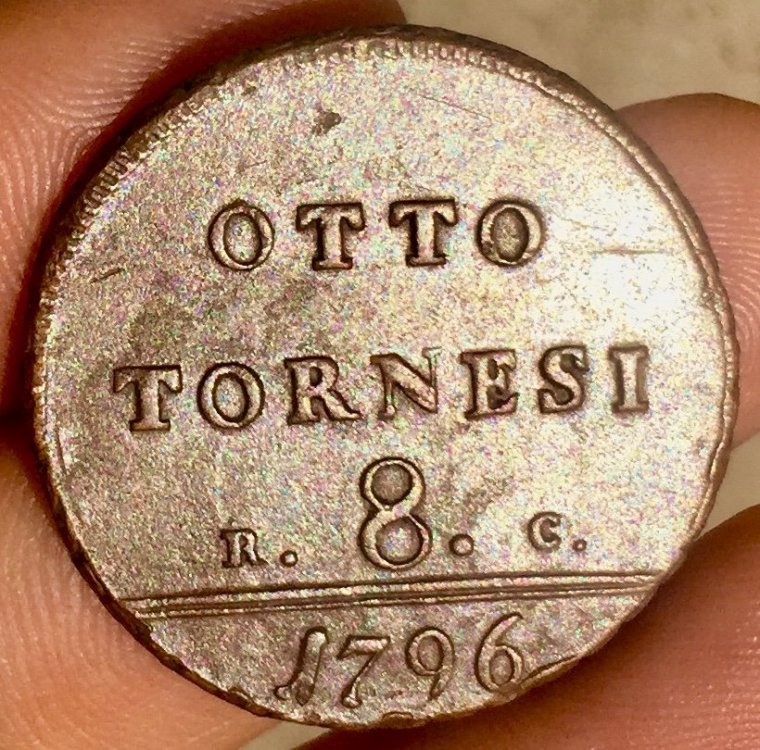 OTTO
TORNESI
R. 8. C.
1796